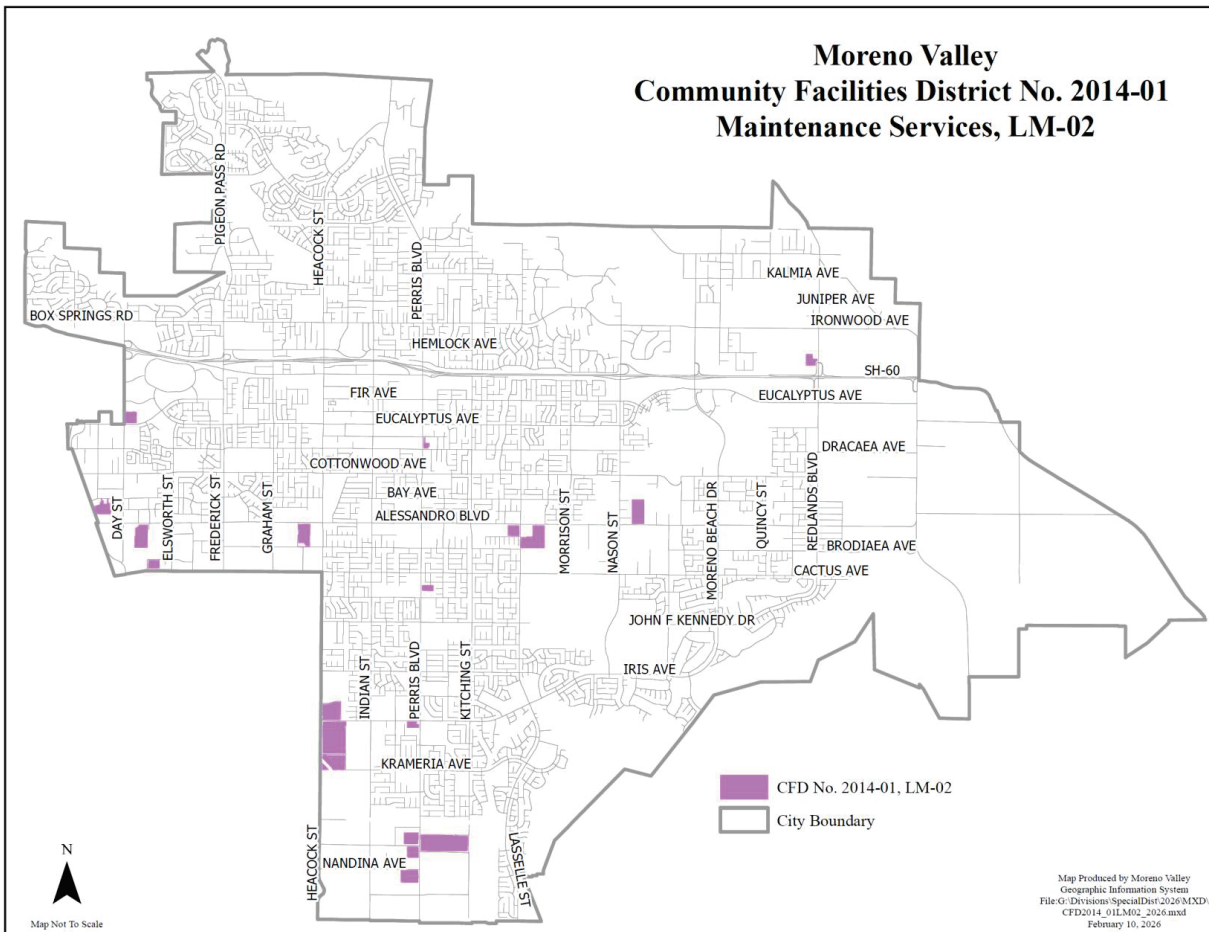 Moreno Valley
Community Facilities District No. 2014-01
Maintenance Services, LM-02
PIGEON PASS RD
HEACOCK ST
PERRIS BLVD
KALMIA AVE
JUNIPER AVE
BOX SPRINGS RD
IRONWOOD AVE
HEMLOCK AVE
SH-60
FIR AVE
EUCALYPTUS AVE
EUCALYPTUS AVE
DRACAEA AVE
COTTONWOOD AVE
BAY AVE
ALESSANDRO BLVD
DAY ST
ELSWORTH ST
FREDERICK ST
GRAHAM ST
MORRISON ST
NASON ST
MORENO BEACH DR
QUINCY ST
REDLANDS BLVD
BRODIAEA AVE
CACTUS AVE
JOHN F KENNEDY DR
IRIS AVE
INDIAN ST
PERRIS BLVD
KITCHING ST
KRAMERIA AVE
CFD No. 2014-01, LM-02
City Boundary
HEACOCK ST
NANDINA AVE
LASSELLE ST
N
Map Not To Scale
Map Produced by Moreno Valley
Geographic Information System
File:G:\Divisions\SpecialDist\2026\MXD\
CFD2014_01LM02_2026.mxd
February 10, 2026